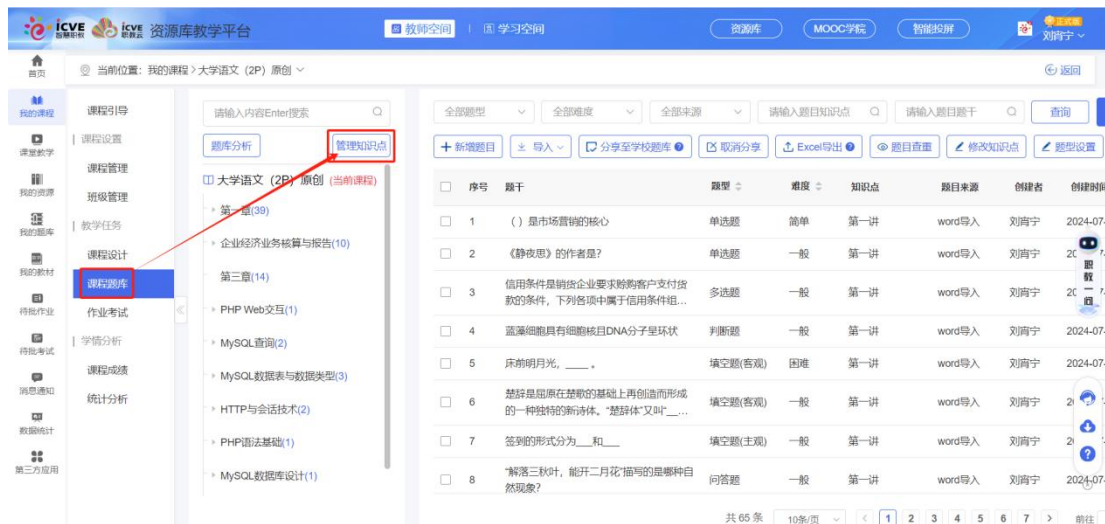 icve 智慧职教 icve 职教云 资源库教学平台 教师空间 学习空间 资源库 MOOC学院 智能投屏 正式版 刘宵宁
首页 当前位置：我的课程>大学语文（2P）原创 返回
我的课程
课堂教学
我的资源
我的题库
我的教材
待批作业
待批考试
消息通知
数据统计
第三方应用
课程引导
课程设置
课程管理
班级管理
教学任务
课程设计
课程题库
作业考试
学情分析
课程成绩
统计分析
请输入内容Enter搜索
题库分析 管理知识点
大学语文（2P）原创 (当前课程)
第一章(39)
企业经济业务核算与报告(10)
第三章(14)
PHP Web交互(1)
MySQL查询(2)
MySQL数据表与数据类型(3)
HTTP与会话技术(2)
PHP语法基础(1)
MySQL数据库设计(1)
全部题型 全部难度 全部来源 请输入题目知识点 请输入题目题干 查询
新增题目 导入 分享至学校题库 取消分享 Excel导出 题目查重 修改知识点 题型设置
序号 题干 题型 难度 知识点 题目来源 创建者 创建时间
1 （ ）是市场营销的核心 单选题 简单 第一讲 word导入 刘宵宁 2024-07-
2 《静夜思》的作者是? 单选题 一般 第一讲 word导入 刘宵宁
3 信用条件是销货企业要求赊购客户支付货
款的条件，下列各项中属于信用条件组... 多选题 一般 第一讲 word导入 刘宵宁
4 蓝藻细胞具有细胞核且DNA分子呈环状 判断题 一般 第一讲 word导入 刘宵宁 2024-07-
5 床前明月光，____ 。 填空题(客观) 困难 第一讲 word导入 刘宵宁 2024-07-
6 楚辞是屈原在楚歌的基础上再创造而形成
的一种独特的新诗体。“楚辞体”又叫“__... 填空题(客观) 一般 第一讲 word导入 刘宵宁
7 签到的形式分为___和___ 填空题(主观) 一般 第一讲 word导入 刘宵宁
8 “解落三秋叶，能开二月花”描写的是哪种自
然现象? 问答题 一般 第一讲 word导入 刘宵宁 2024-07-
职教一问
共 65 条 10条/页 1 2 3 4 5 6 7 前往